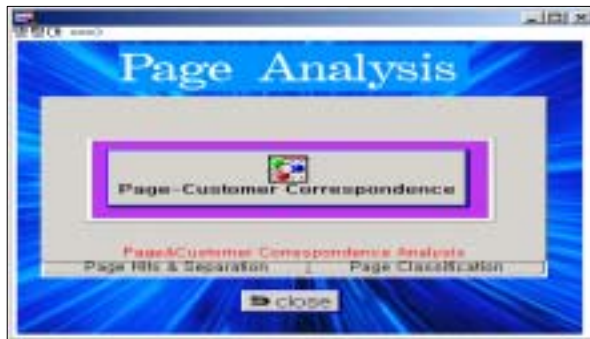 Page Analysis
Page-Customer Correspondence
Page&Customer Correspondence Analysis
Page Hits & Separation | Page Classification
close